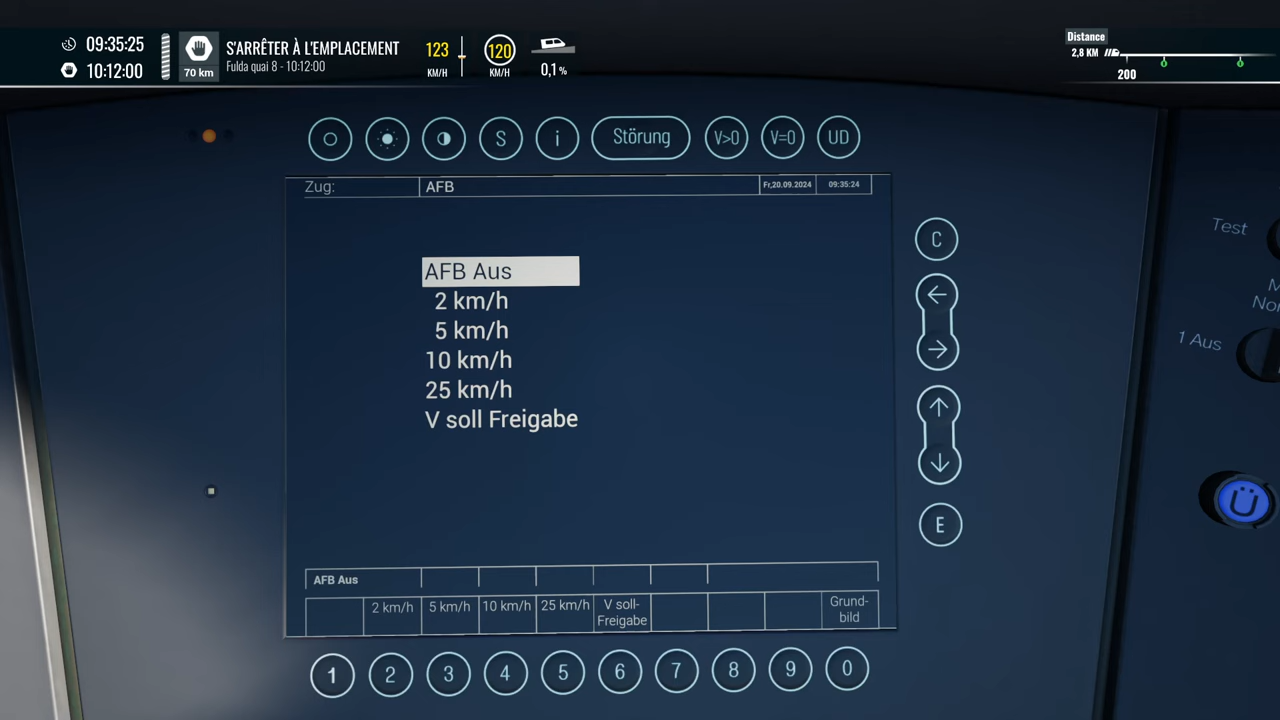 09:35:25
10:12:00
70 km
S'ARRÊTER À L'EMPLACEMENT
Fulda quai 8 - 10:12:00
123
KM/H
120
KM/H
0,1 %
Distance
2,8 KM
200
S
i
Störung
V>0
V=0
UD
Zug:
AFB
Fr,20.09.2024
09:35:24
AFB Aus
2 km/h
5 km/h
10 km/h
25 km/h
V soll Freigabe
AFB Aus
2 km/h
5 km/h
10 km/h
25 km/h
V soll-
Freigabe
Grund-
bild
1
2
3
4
5
6
7
8
9
0
C
E
Test
1 Aus
Ü